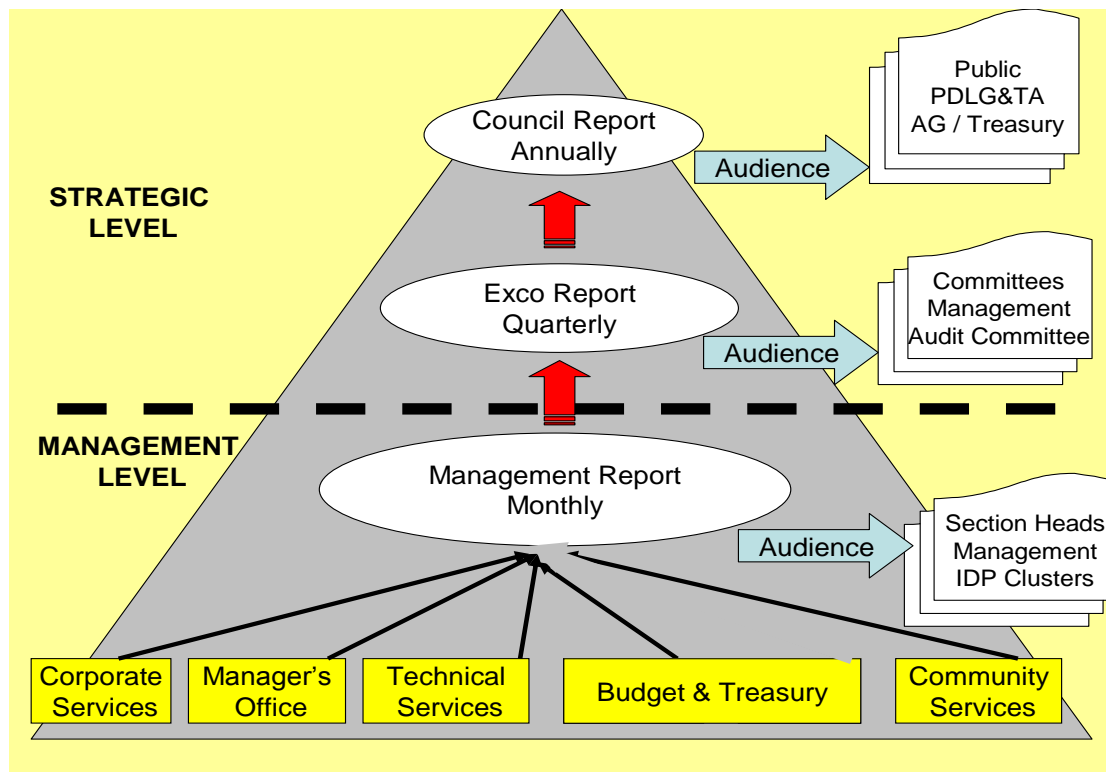 Public
PDLG&TA
AG / Treasury
Council Report
Annually
Audience
STRATEGIC
LEVEL
Committees
Management
Audit Committee
Exco Report
Quarterly
Audience
MANAGEMENT
LEVEL
Management Report
Monthly
Section Heads
Management
IDP Clusters
Audience
Corporate
Services
Manager's
Office
Technical
Services
Budget & Treasury
Community
Services